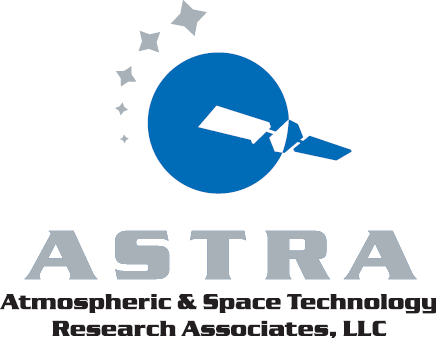 ASTRA
Atmospheric & Space Technology
Research Associates, LLC